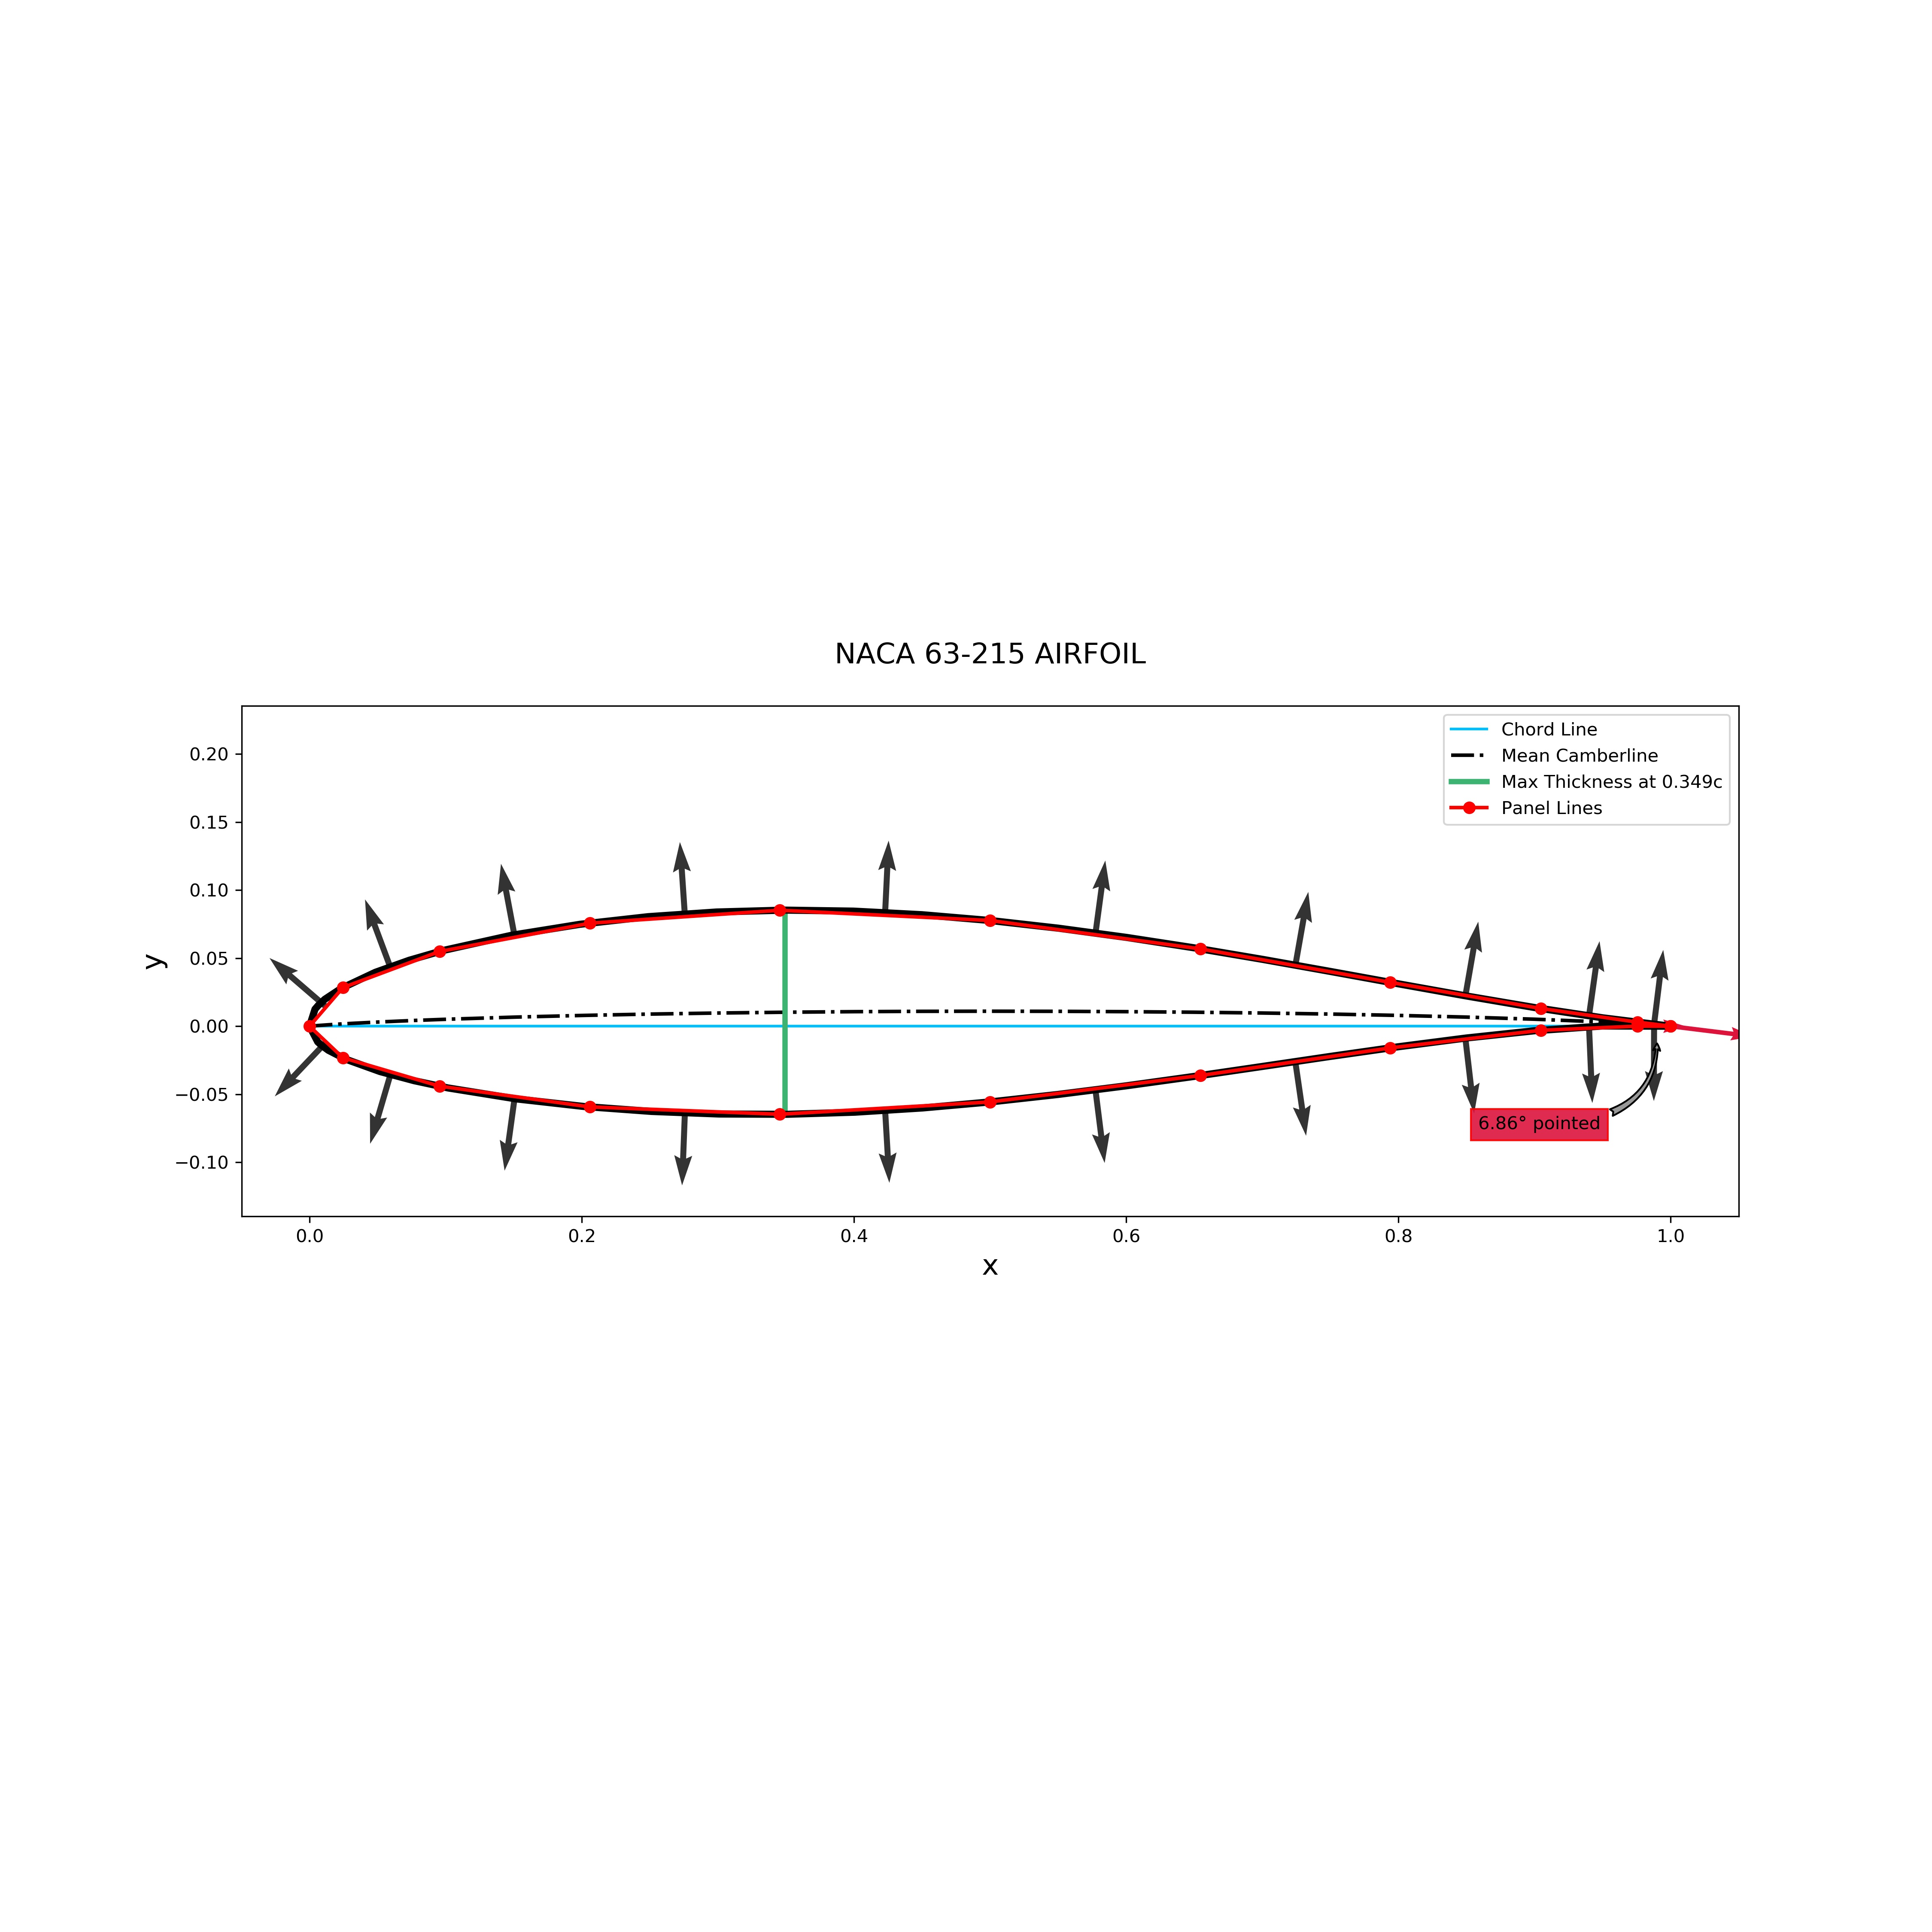 NACA 63-215 AIRFOIL
Chord Line
Mean Camberline
Max Thickness at 0.349c
Panel Lines
0.20
0.15
0.10
0.05
0.00
−0.05
−0.10
y
6.86° pointed
0.0 0.2 0.4 0.6 0.8 1.0
x